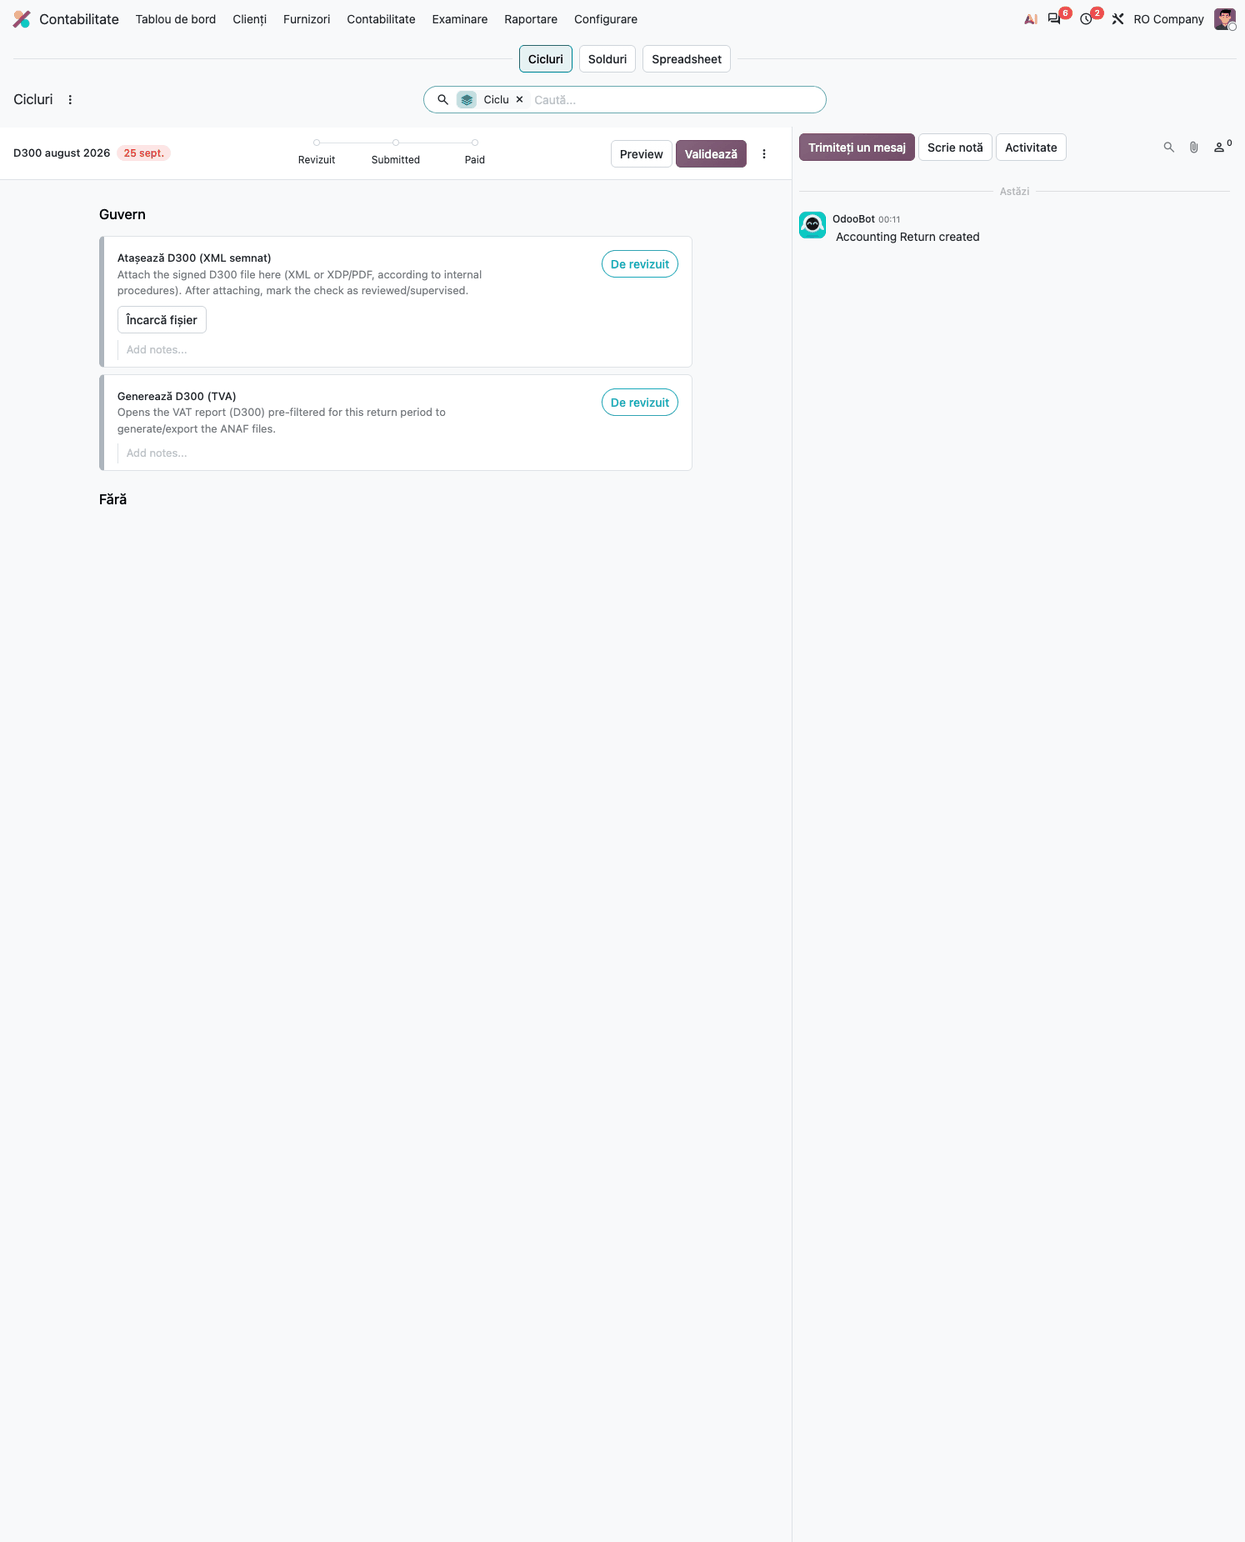 Contabilitate Tablou de bord Clienți Furnizori Contabilitate Examinare Raportare Configurare AI 6 2 RO Company
Cicluri Solduri Spreadsheet
Cicluri Ciclu Caută...
D300 august 2026 25 sept. Revizuit Submitted Paid Preview Validează
Trimiteți un mesaj Scrie notă Activitate 0
Astăzi
OdooBot 00:11
Accounting Return created
Guvern
Atașează D300 (XML semnat) De revizuit
Attach the signed D300 file here (XML or XDP/PDF, according to internal
procedures). After attaching, mark the check as reviewed/supervised.
Încarcă fișier
Add notes...
Generează D300 (TVA) De revizuit
Opens the VAT report (D300) pre-filtered for this return period to
generate/export the ANAF files.
Add notes...
Fără